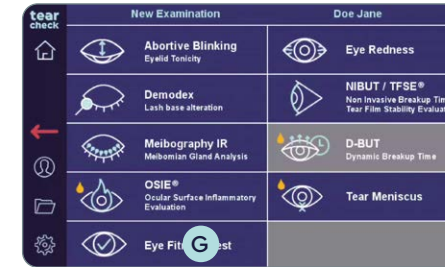 tear
check
New Examination
Doe Jane
Abortive Blinking
Eyelid Tonicity
Eye Redness
Demodex
Lash base alteration
NIBUT / TFSE®
Non Invasive Breakup Tim
Tear Film Stability Evaluat
Meibography IR
Meibomian Gland Analysis
D-BUT
Dynamic Breakup Time
OSIE®
Ocular Surface Inflammatory
Evaluation
Tear Meniscus
Eye Fit
G
est